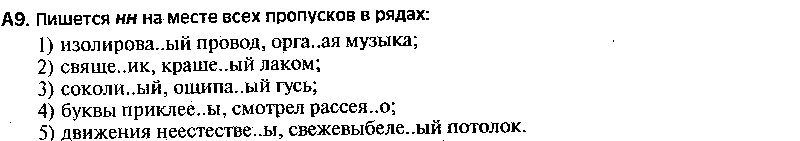 А9. Пишется нн на месте всех пропусков в рядах:
1) изолирова..ый провод, орга..ая музыка;
2) свяще..ик, краше..ый лаком;
3) соколи..ый, ощипа..ый гусь;
4) буквы приклее..ы, смотрел рассея..о;
5) движения неестестве..ы, свежевыбеле..ый потолок.